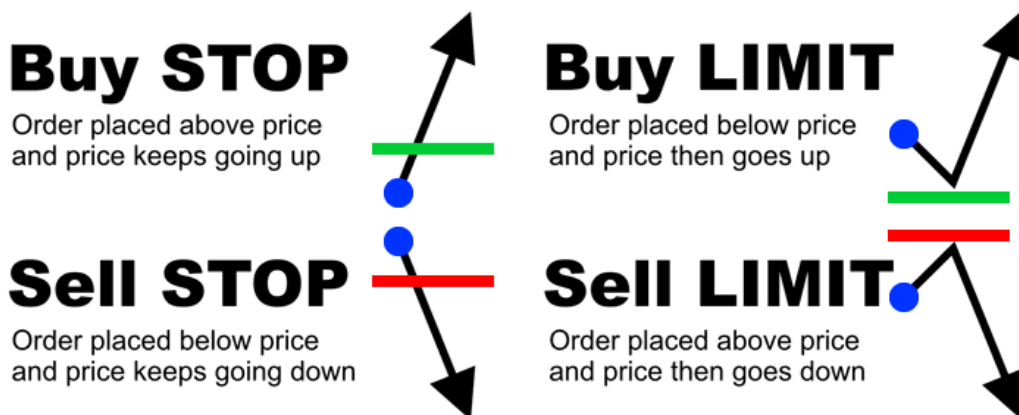 Buy STOP
Order placed above price
and price keeps going up
Buy LIMIT
Order placed below price
and price then goes up
Sell STOP
Order placed below price
and price keeps going down
Sell LIMIT
Order placed above price
and price then goes down